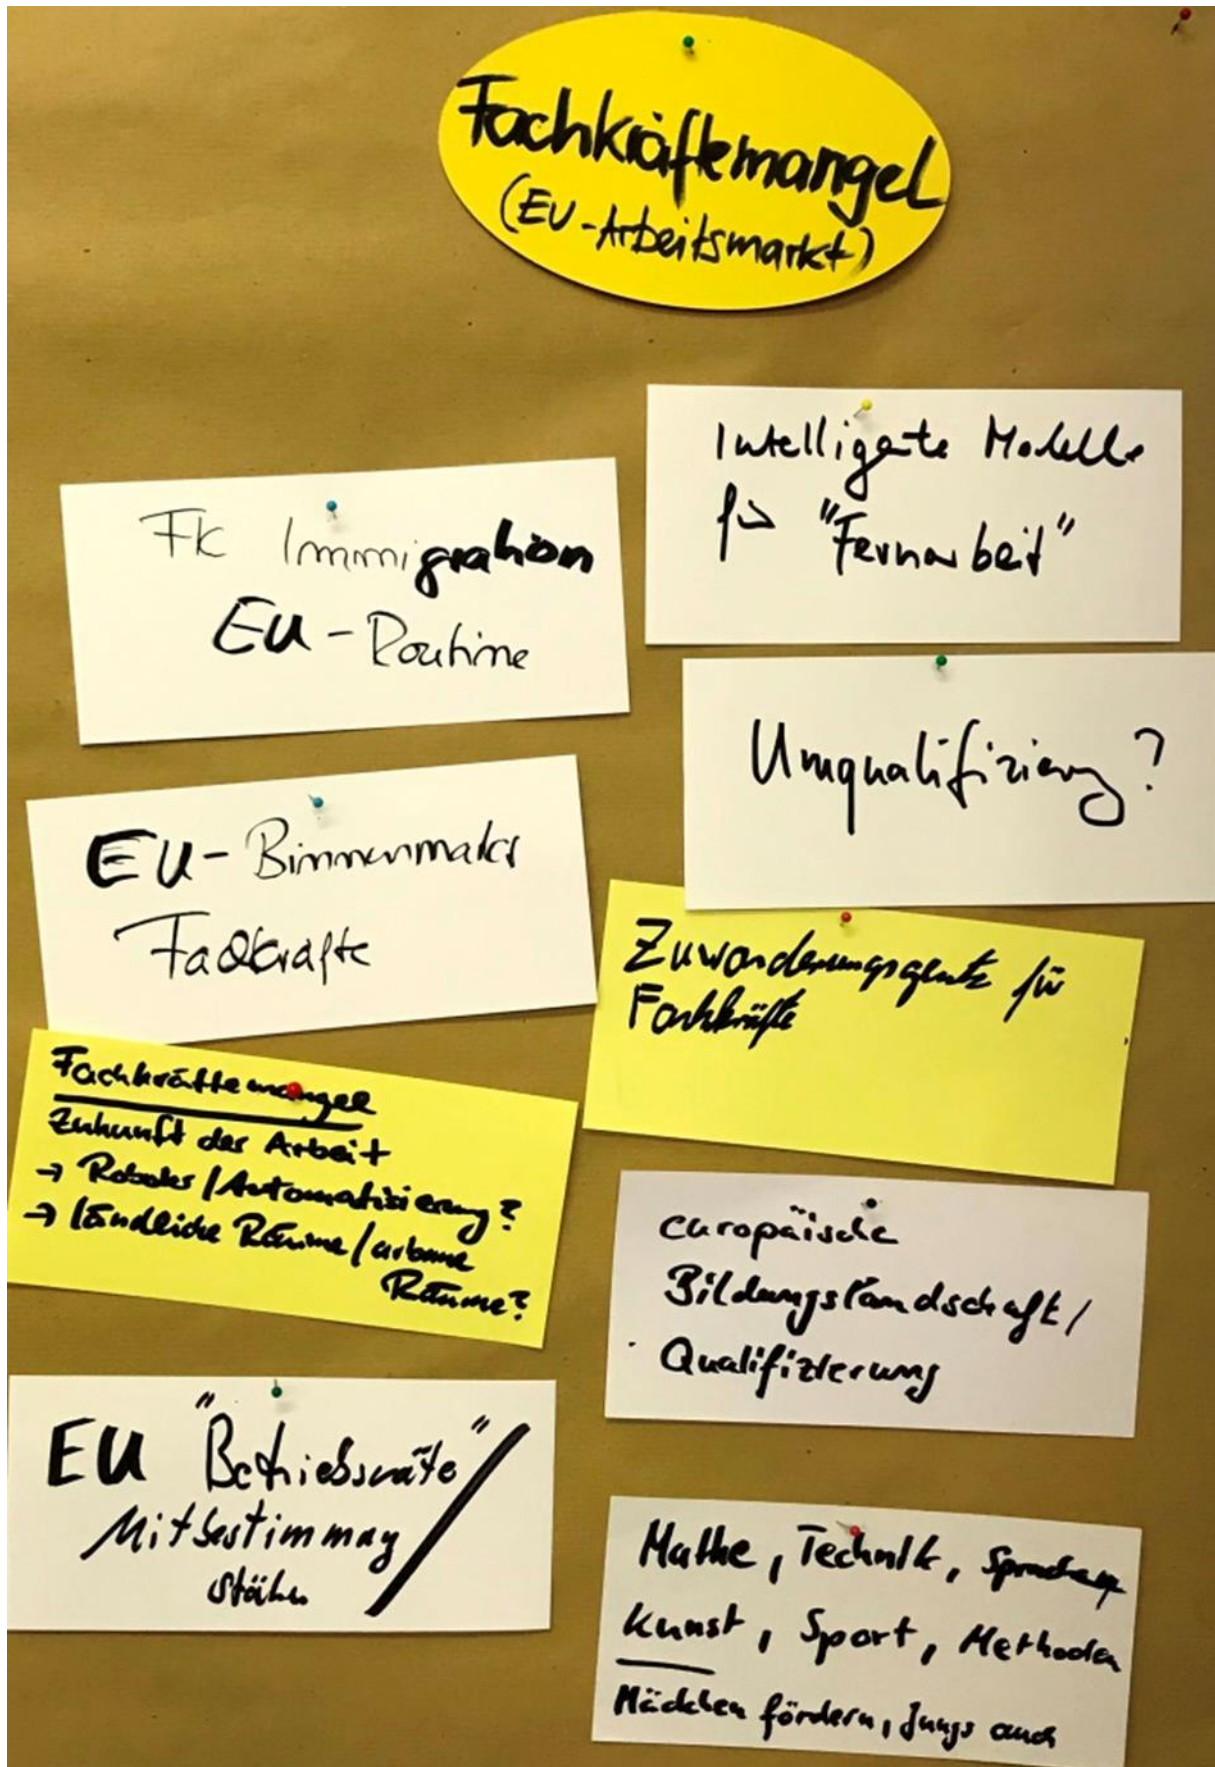 Fachkräftemangel
(EU-Arbeitsmarkt)
Intelligente Modelle
für "Fernarbeit"
FK Immigration
EU-Routine
Umqualifizierung?
EU-Binnenmarkt
Fachkräfte
Zuwanderungsgesetz für
Fachkräfte
Fachkräftemangel
Zukunft der Arbeit
→ Roboter/Automatisierung?
→ ländliche Räume/urbane
Räume?
europäische
Bildungslandschaft/
Qualifizierung
EU "Betriebsräte"/
Mitbestimmung
stärken
Mathe, Technik, Sprachen
Kunst, Sport, Methoden
Mädchen fördern, Jungs auch